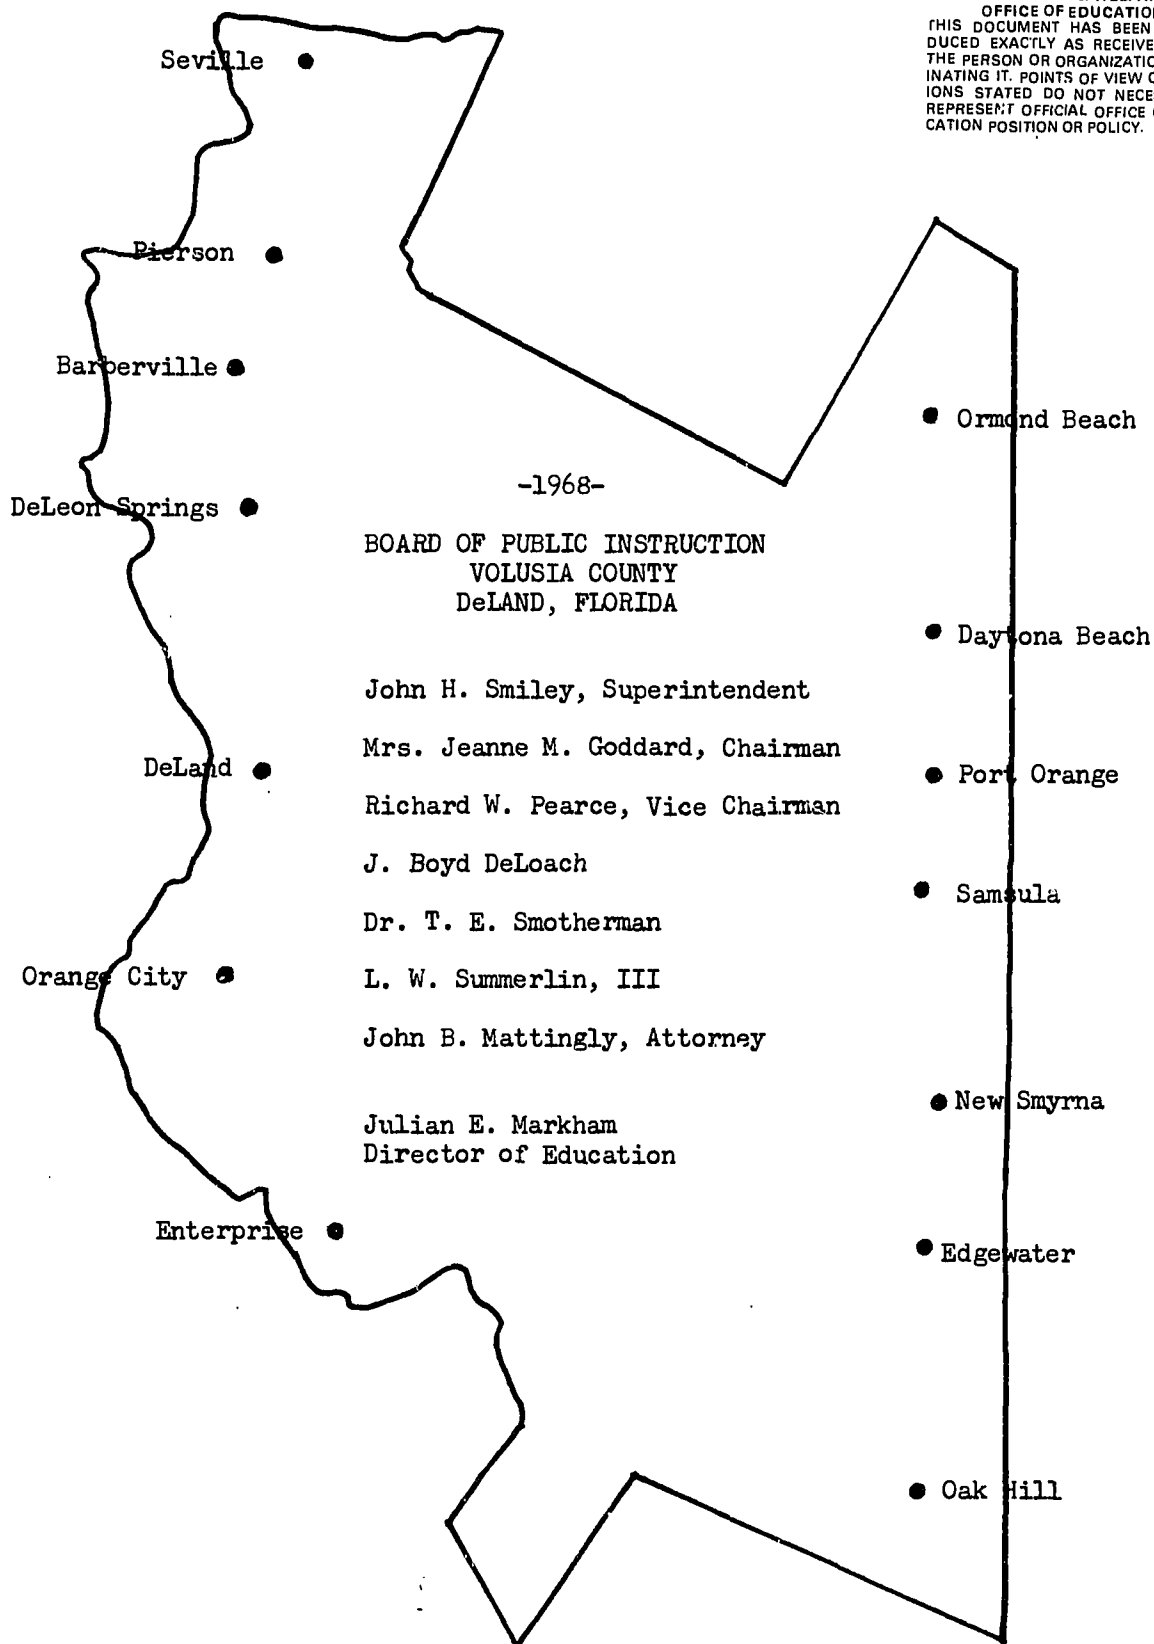 OFFICE OF EDUCATION
THIS DOCUMENT HAS BEEN
DUCED EXACTLY AS RECEIVE
THE PERSON OR ORGANIZATIO
INATING IT. POINTS OF VIEW O
IONS STATED DO NOT NECE
REPRESENT OFFICIAL OFFICE
CATION POSITION OR POLICY.
Seville
Pierson
Barberville
Ormond Beach
DeLeon Springs
-1968-
BOARD OF PUBLIC INSTRUCTION
VOLUSIA COUNTY
DeLAND, FLORIDA
Daytona Beach
John H. Smiley, Superintendent
Mrs. Jeanne M. Goddard, Chairman
DeLand
Port Orange
Richard W. Pearce, Vice Chairman
J. Boyd DeLoach
Samsula
Dr. T. E. Smotherman
Orange City
L. W. Summerlin, III
John B. Mattingly, Attorney
New Smyrna
Julian E. Markham
Director of Education
Enterprise
Edgewater
Oak Hill